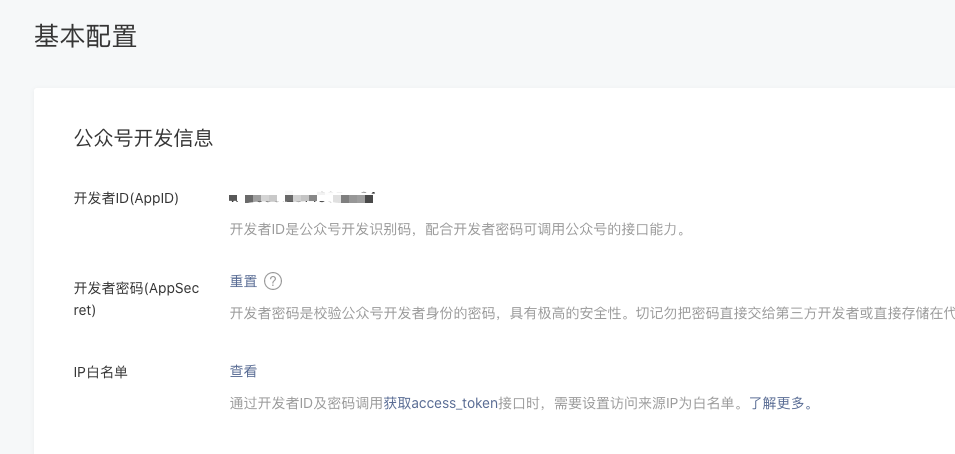 基本配置
公众号开发信息
开发者ID(AppID)
开发者ID是公众号开发识别码，配合开发者密码可调用公众号的接口能力。
开发者密码(AppSec
ret)
重置 ?
开发者密码是校验公众号开发者身份的密码，具有极高的安全性。切记勿把密码直接交给第三方开发者或直接存储在代
IP白名单
查看
通过开发者ID及密码调用获取access_token接口时，需要设置访问来源IP为白名单。了解更多。